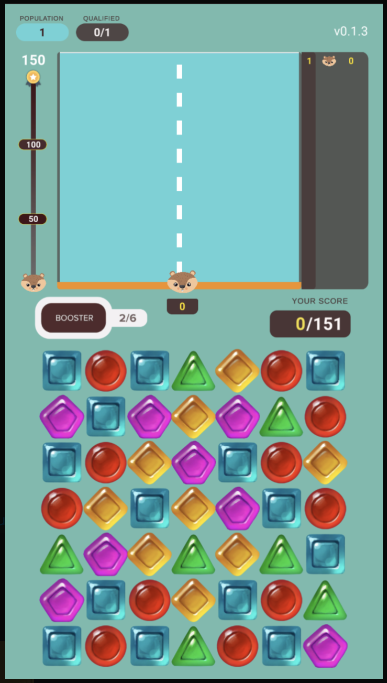 POPULATION
QUALIFIED
1
0/1
v0.1.3
150
1 0
100
50
BOOSTER
2/6
0
YOUR SCORE
0/151